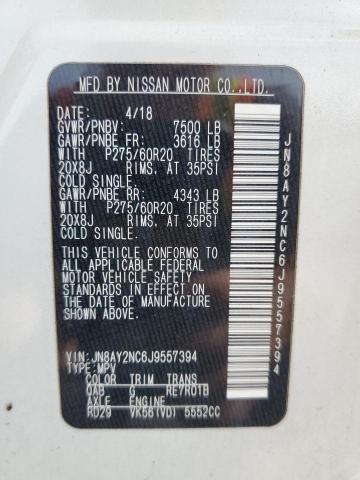 MFD BY NISSAN MOTOR CO.,LTD.
4/18
GVWR/PNBV: 7500 LB
GAWR/PNBE FR: 3616 LB
WITH P275/60R20 TIRES
20X8J RIMS, AT 35PSI
COLD SINGLE.
GAWR/PNBE RR: 4343 LB
WITH P275/60R20 TIRES
20X8J RIMS, AT 35PSI
COLD SINGLE.
THIS VEHICLE CONFORMS TO
ALL APPLICABLE FEDERAL
MOTOR VEHICLE SAFETY
STANDARDS IN EFFECT ON
THE DATE OF MANUFACTURE
SHOWN ABOVE.
VIN: JN8AY2NC6J9557394
TYPE: MPV
COLOR TRIM TRANS
QAB G RE7R01B
AXLE ENGINE
RD29 VK56(VD) 5552CC
JN8AY2NC6J9557394